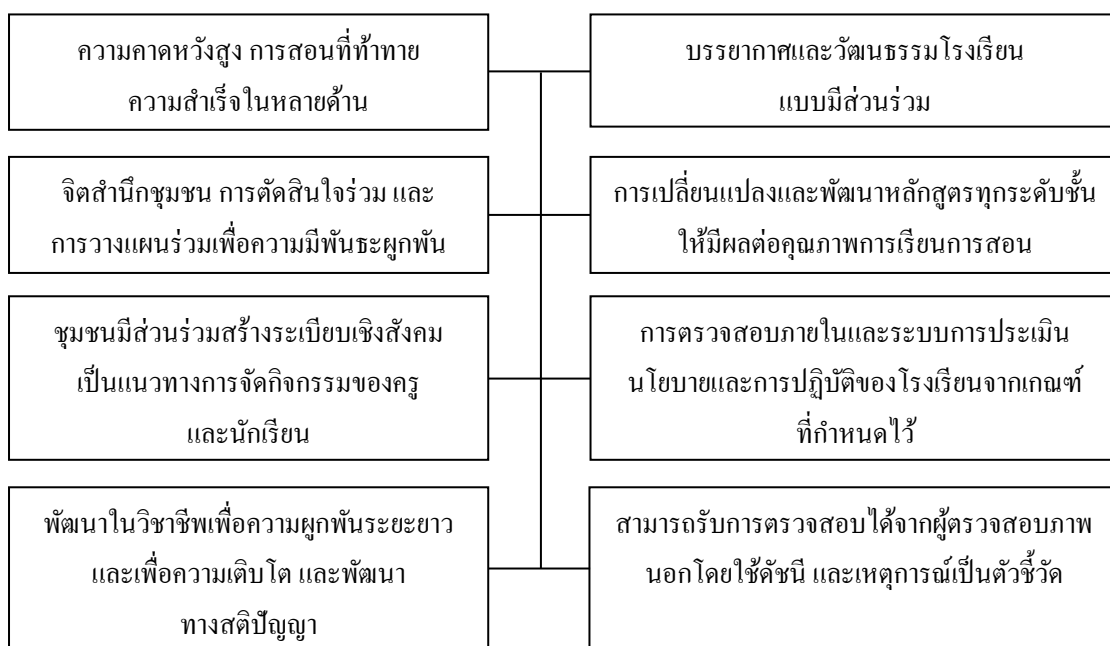 ความคาดหวังสูง การสอนที่ท้าทาย
ความสำเร็จในหลายด้าน
บรรยากาศและวัฒนธรรมโรงเรียน
แบบมีส่วนร่วม
จิตสำนึกชุมชน การตัดสินใจร่วม และ
การวางแผนร่วมเพื่อความมีพันธะผูกพัน
การเปลี่ยนแปลงและพัฒนาหลักสูตรทุกระดับชั้น
ให้มีผลต่อคุณภาพการเรียนการสอน
ชุมชนมีส่วนร่วมสร้างระเบียบเชิงสังคม
เป็นแนวทางการจัดกิจกรรมของครู
และนักเรียน
การตรวจสอบภายในและระบบการประเมิน
นโยบายและการปฏิบัติของโรงเรียนจากเกณฑ์
ที่กำหนดไว้
พัฒนาในวิชาชีพเพื่อความผูกพันระยะยาว
และเพื่อความเติบโต และพัฒนา
ทางสติปัญญา
สามารถรับการตรวจสอบได้จากผู้ตรวจสอบภาพ
นอกโดยใช้ดัชนี และเหตุการณ์เป็นตัวชี้วัด